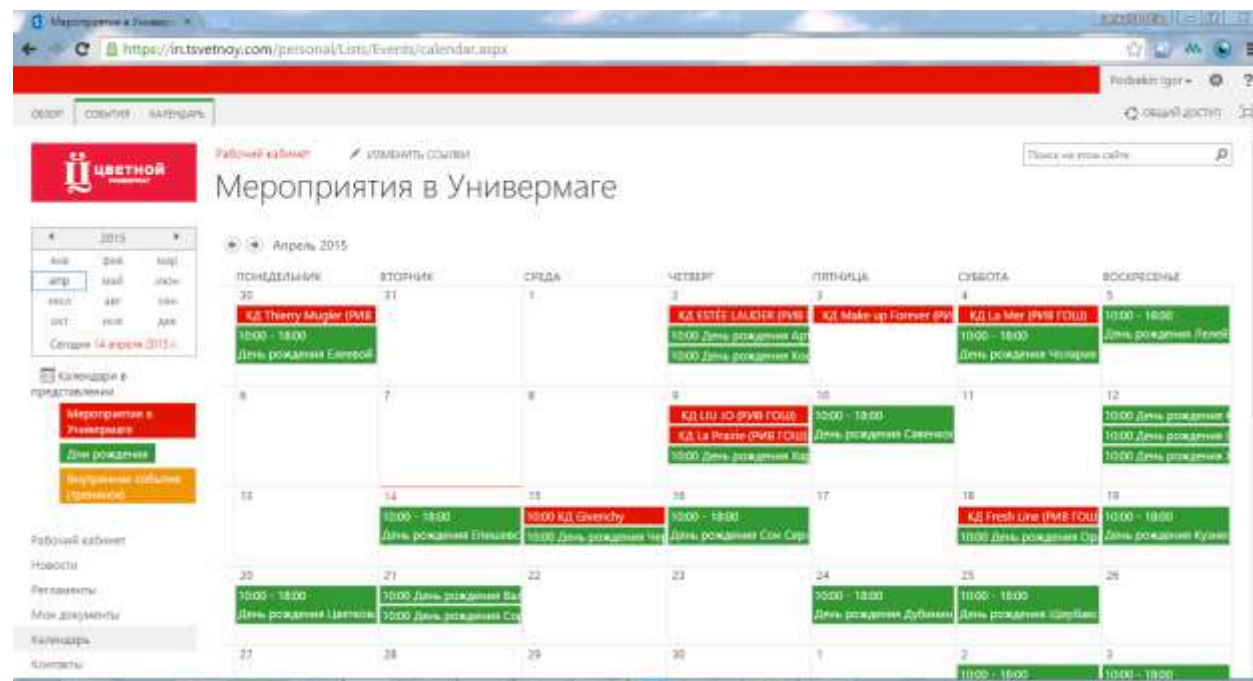 https://in.tsvetnoy.com/personal/Lists/Events/calendar.aspx
ОБЗОР СОБЫТИЯ КАЛЕНДАРЬ
ОБЩИЙ ДОСТУП
ЦВЕТНОЙ
Рабочий кабинет ИЗМЕНИТЬ ССЫЛКИ
Поиск на этом сайте
Мероприятия в Универмаге
2015
янв фев мар
апр май июн
июл авг сен
окт ноя дек
Сегодня 14 апреля 2015 г.
Календари в
представлении
Мероприятия в
Универмаге
Дни рождения
Внутренние события
(тренинги)
Рабочий кабинет
Новости
Регламенты
Мои документы
Календарь
Контакты
Апрель 2015
ПОНЕДЕЛЬНИК ВТОРНИК СРЕДА ЧЕТВЕРГ ПЯТНИЦА СУББОТА ВОСКРЕСЕНЬЕ
30 31 1 2 3 4 5
КД Thierry Mugler (РИВ КД ESTÉE LAUDER (РИВ КД Make up Forever (РИ КД La Mer (РИВ ГОШ) 10:00 - 18:00
10:00 - 18:00 10:00 День рождения Арт 10:00 - 18:00 День рождения Лелей
День рождения Елевой 10:00 День рождения Кос День рождения Чолария
6 7 8 9 10 11 12
КД LIU JO (РИВ ГОШ) 10:00 - 18:00 10:00 День рождения
КД La Prairie (РИВ ГОШ) День рождения Савенко 10:00 День рождения
10:00 День рождения Хар 10:00 День рождения
13 14 15 16 17 18 19
10:00 - 18:00 10:00 КД Givenchy 10:00 - 18:00 КД Fresh Line (РИВ ГОШ 10:00 - 18:00
День рождения Епишевс 10:00 День рождения Чер День рождения Сон Сер 10:00 День рождения Ор День рождения Кузне
20 21 22 23 24 25 26
10:00 - 18:00 10:00 День рождения Ва 10:00 - 18:00 10:00 - 18:00
День рождения Цветков 10:00 День рождения Со День рождения Дубинин День рождения Щербак
27 28 29 30 1 2 3
10:00 - 18:00 10:00 - 18:00